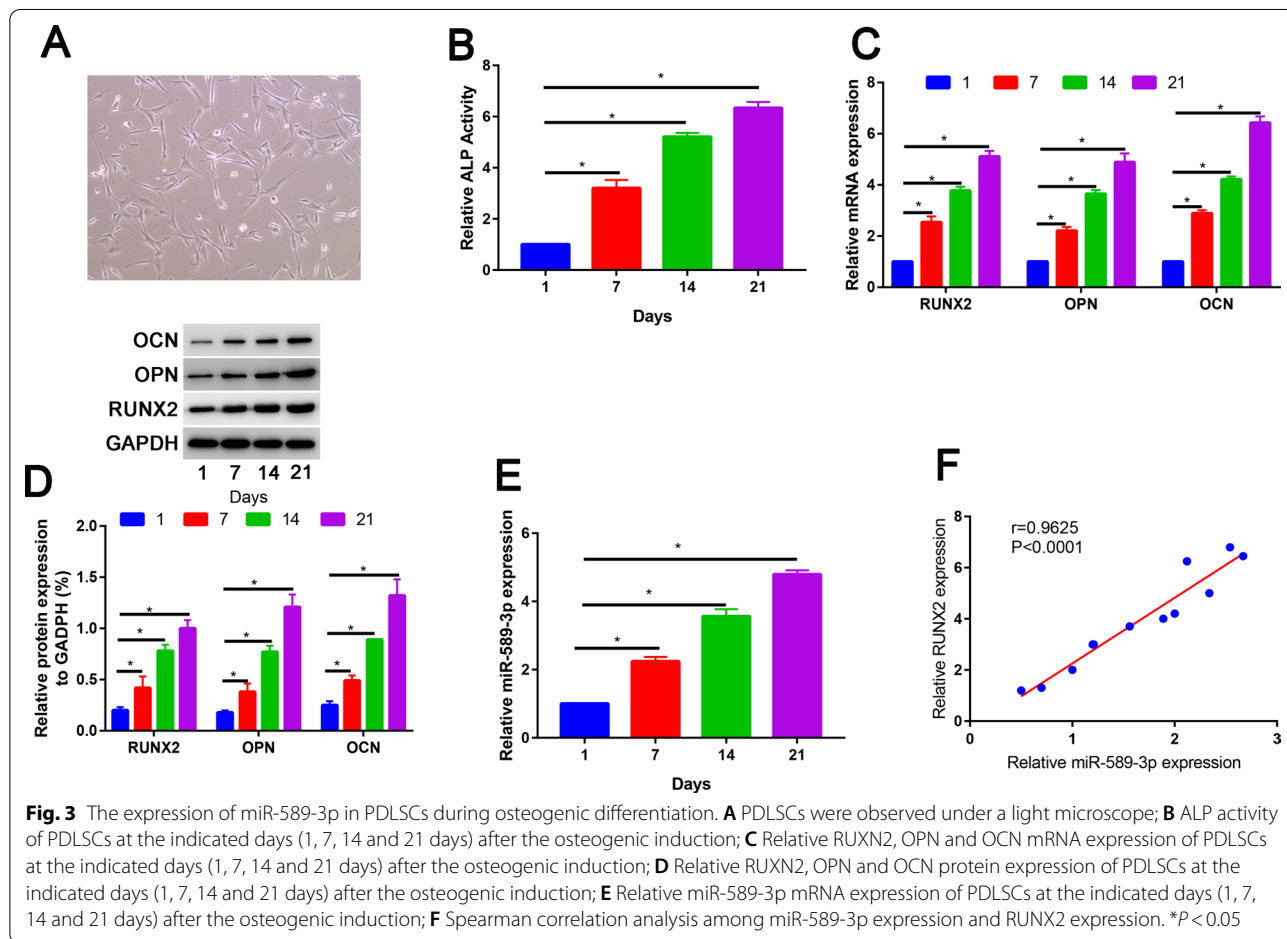 A
B
Relative ALP Activity
8
6
4
2
0
*
*
*
1 7 14 21
Days
C
1 7 14 21
Relative mRNA expression
8
6
4
2
0
* * *
* * *
* * *
RUNX2 OPN OCN
OCN
OPN
RUNX2
GAPDH
1 7 14 21
Days
D
1 7 14 21
Relative protein expression
to GADPH (%)
2.0
1.5
1.0
0.5
0.0
* * *
* * *
* * *
RUNX2 OPN OCN
E
Relative miR-589-3p expression
6
4
2
0
*
*
*
1 7 14 21
Days
F
r=0.9625
P<0.0001
Relative RUNX2 expression
8
6
4
2
0
0 1 2 3
Relative miR-589-3p expression
Fig. 3 The expression of miR-589-3p in PDLSCs during osteogenic differentiation. A PDLSCs were observed under a light microscope; B ALP activity
of PDLSCs at the indicated days (1, 7, 14 and 21 days) after the osteogenic induction; C Relative RUXN2, OPN and OCN mRNA expression of PDLSCs
at the indicated days (1, 7, 14 and 21 days) after the osteogenic induction; D Relative RUXN2, OPN and OCN protein expression of PDLSCs at the
indicated days (1, 7, 14 and 21 days) after the osteogenic induction; E Relative miR-589-3p mRNA expression of PDLSCs at the indicated days (1, 7,
14 and 21 days) after the osteogenic induction; F Spearman correlation analysis among miR-589-3p expression and RUNX2 expression. *P < 0.05